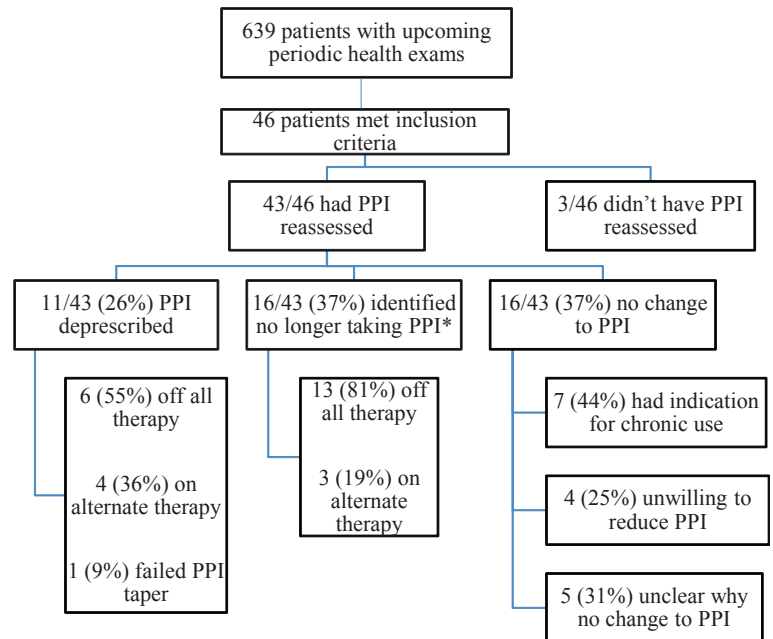 639 patients with upcoming
periodic health exams
46 patients met inclusion
criteria
43/46 had PPI
reassessed
3/46 didn’t have PPI
reassessed
11/43 (26%) PPI
deprescribed
16/43 (37%) identified
no longer taking PPI*
16/43 (37%) no change
to PPI
6 (55%) off all
therapy
4 (36%) on
alternate therapy
1 (9%) failed PPI
taper
13 (81%) off
all therapy
3 (19%) on
alternate
therapy
7 (44%) had indication
for chronic use
4 (25%) unwilling to
reduce PPI
5 (31%) unclear why
no change to PPI